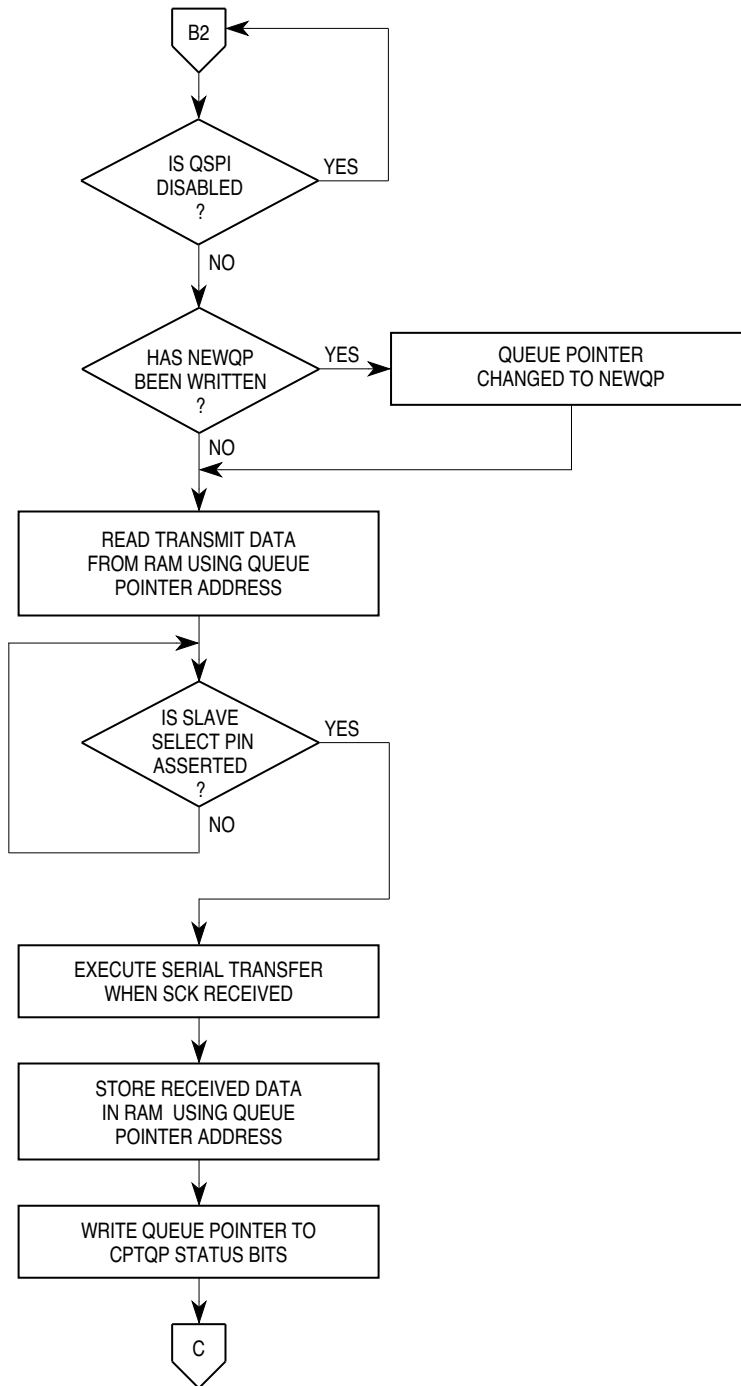 B2
IS QSPI
DISABLED
?
YES
NO
HAS NEWQP
BEEN WRITTEN
?
YES
QUEUE POINTER
CHANGED TO NEWQP
NO
READ TRANSMIT DATA
FROM RAM USING QUEUE
POINTER ADDRESS
IS SLAVE
SELECT PIN
ASSERTED
?
YES
NO
EXECUTE SERIAL TRANSFER
WHEN SCK RECEIVED
STORE RECEIVED DATA
IN RAM USING QUEUE
POINTER ADDRESS
WRITE QUEUE POINTER TO
CPTQP STATUS BITS
C